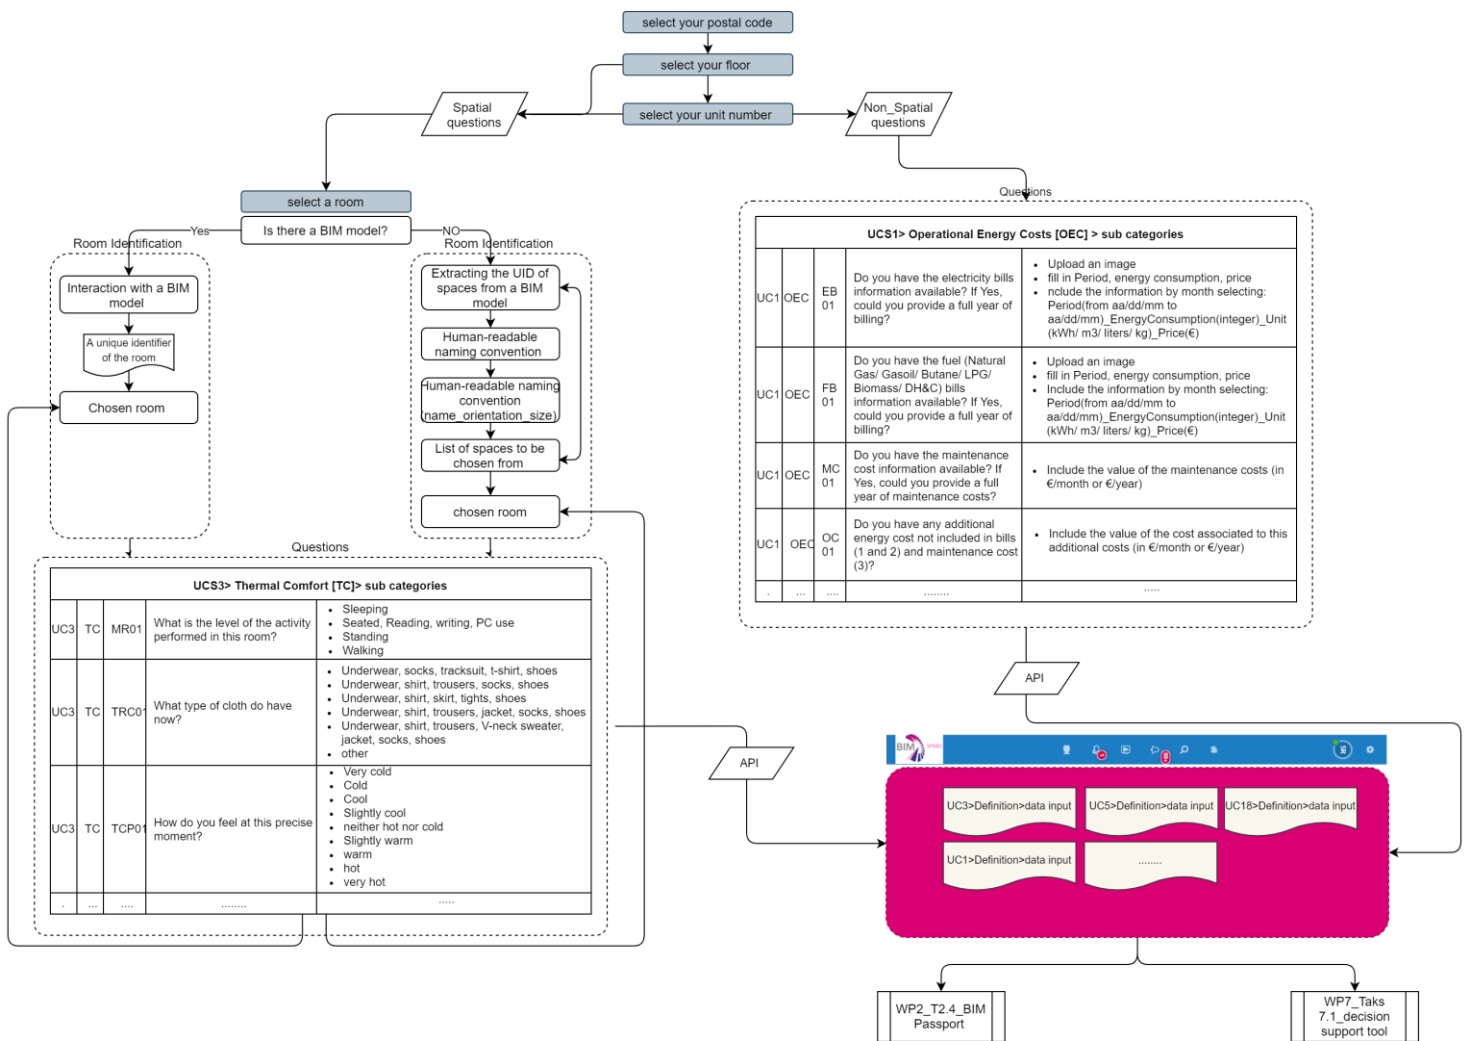 select your postal code
select your floor
select your unit number
Spatial
questions
Non_Spatial
questions
select a room
Is there a BIM model?
Yes
NO
Room Identification
Interaction with a BIM
model
A unique identifier
of the room
Chosen room
Room Identification
Extracting the UID of
spaces from a BIM
model
Human-readable
naming convention
Human-readable naming
convention
(name_orientation_size)
List of spaces to be
chosen from
chosen room
Questions
UCS3> Thermal Comfort [TC]> sub categories
UC3 TC MR01
What is the level of the activity
performed in this room?
• Sleeping
• Seated, Reading, writing, PC use
• Standing
• Walking
UC3 TC TRC01
What type of cloth do have
now?
• Underwear, socks, tracksuit, t-shirt, shoes
• Underwear, shirt, trousers, socks, shoes
• Underwear, shirt, skirt, tights, shoes
• Underwear, shirt, trousers, jacket, socks, shoes
• Underwear, shirt, trousers, V-neck sweater,
jacket, socks, shoes
• other
UC3 TC TCP01
How do you feel at this precise
moment?
• Very cold
• Cold
• Cool
• Slightly cool
• neither hot nor cold
• Slightly warm
• warm
• hot
• very hot
. ... .... ........ .....
Questions
UCS1> Operational Energy Costs [OEC] > sub categories
UC1 OEC EB
01
Do you have the electricity bills
information available? If Yes,
could you provide a full year of
billing?
• Upload an image
• fill in Period, energy consumption, price
• nclude the information by month selecting:
Period(from aa/dd/mm to
aa/dd/mm)_EnergyConsumption(integer)_Unit
(kWh/ m3/ liters/ kg)_Price(€)
UC1 OEC FB
01
Do you have the fuel (Natural
Gas/ Gasoil/ Butane/ LPG/
Biomass/ DH&C) bills
information available? If Yes,
could you provide a full year of
billing?
• Upload an image
• fill in Period, energy consumption, price
• Include the information by month selecting:
Period(from aa/dd/mm to
aa/dd/mm)_EnergyConsumption(integer)_Unit
(kWh/ m3/ liters/ kg)_Price(€)
UC1 OEC MC
01
Do you have the maintenance
cost information available? If
Yes, could you provide a full
year of maintenance costs?
• Include the value of the maintenance costs (in
€/month or €/year)
UC1 OEC OC
01
Do you have any additional
energy cost not included in bills
(1 and 2) and maintenance cost
(3)?
• Include the value of the cost associated to this
additional costs (in €/month or €/year)
. ... .... ........ .....
API
API
BIM SPEED
UC3>Definition>data input
UC5>Definition>data input
UC18>Definition>data input
UC1>Definition>data input
........
WP2_T2.4_BIM
Passport
WP7_Taks
7.1_decision
support tool